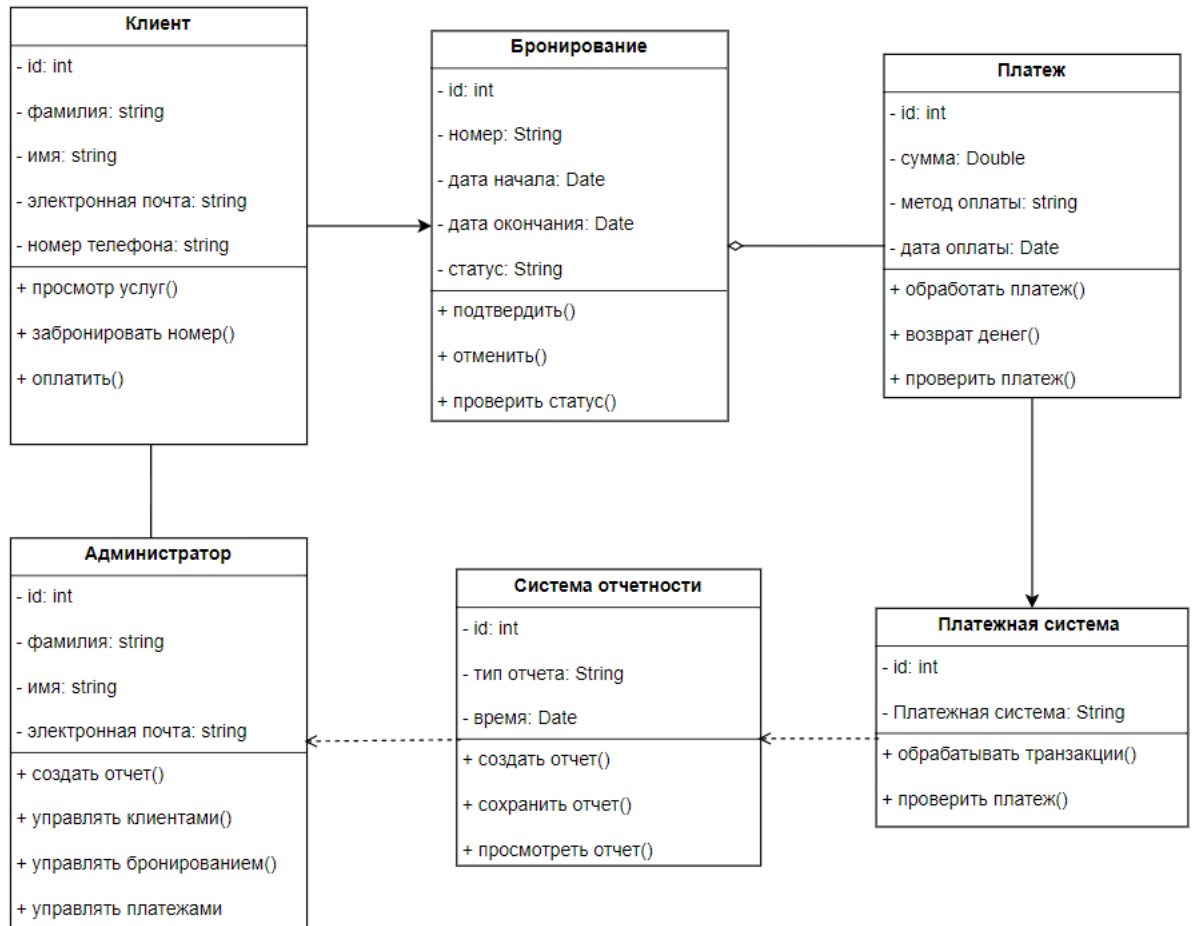 Клиент
- id: int
- фамилия: string
- имя: string
- электронная почта: string
- номер телефона: string
+ просмотр услуг()
+ забронировать номер()
+ оплатить()
Бронирование
- id: int
- номер: String
- дата начала: Date
- дата окончания: Date
- статус: String
+ подтвердить()
+ отменить()
+ проверить статус()
Платеж
- id: int
- сумма: Double
- метод оплаты: string
- дата оплаты: Date
+ обработать платеж()
+ возврат денег()
+ проверить платеж()
Администратор
- id: int
- фамилия: string
- имя: string
- электронная почта: string
+ создать отчет()
+ управлять клиентами()
+ управлять бронированием()
+ управлять платежами
Система отчетности
- id: int
- тип отчета: String
- время: Date
+ создать отчет()
+ сохранить отчет()
+ просмотреть отчет()
Платежная система
- id: int
- Платежная система: String
+ обрабатывать транзакции()
+ проверить платеж()